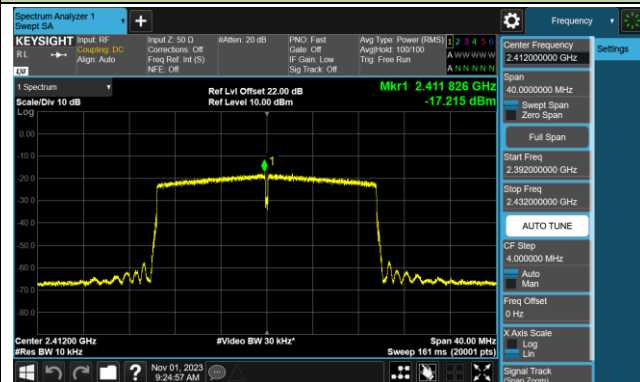 Spectrum Analyzer 1
Swept SA
Frequency
KEYSIGHT
Input: RF
Coupling: DC
Align: Auto
Input Z: 50 Ω
Corrections: Off
Freq Ref: Int (S)
NFE: Off
#Atten: 20 dB
PNO: Fast
Gate: Off
IF Gain: Low
Sig Track: Off
Avg Type: Power (RMS)
Avg|Hold: 100/100
Trig: Free Run
1 2 3 4 5 6
A W W W W W
A N N N N N
R L
LXI
1 Spectrum
Scale/Div 10 dB
Log
Ref Lvl Offset 22.00 dB
Ref Level 10.00 dBm
Mkr1 2.411 826 GHz
-17.215 dBm
1
0.00
-10.0
-20.0
-30.0
-40.0
-50.0
-60.0
-70.0
-80.0
Center 2.41200 GHz
#Res BW 10 kHz
#Video BW 30 kHz*
Span 40.00 MHz
Sweep 161 ms (20001 pts)
Nov 01, 2023
9:24:57 AM
Center Frequency
2.412000000 GHz
Settings
Span
40.0000000 MHz
Swept Span
Zero Span
Full Span
Start Freq
2.392000000 GHz
Stop Freq
2.432000000 GHz
AUTO TUNE
CF Step
4.000000 MHz
Auto
Man
Freq Offset
0 Hz
X Axis Scale
Log
Lin
Signal Track
(Span Zoom)